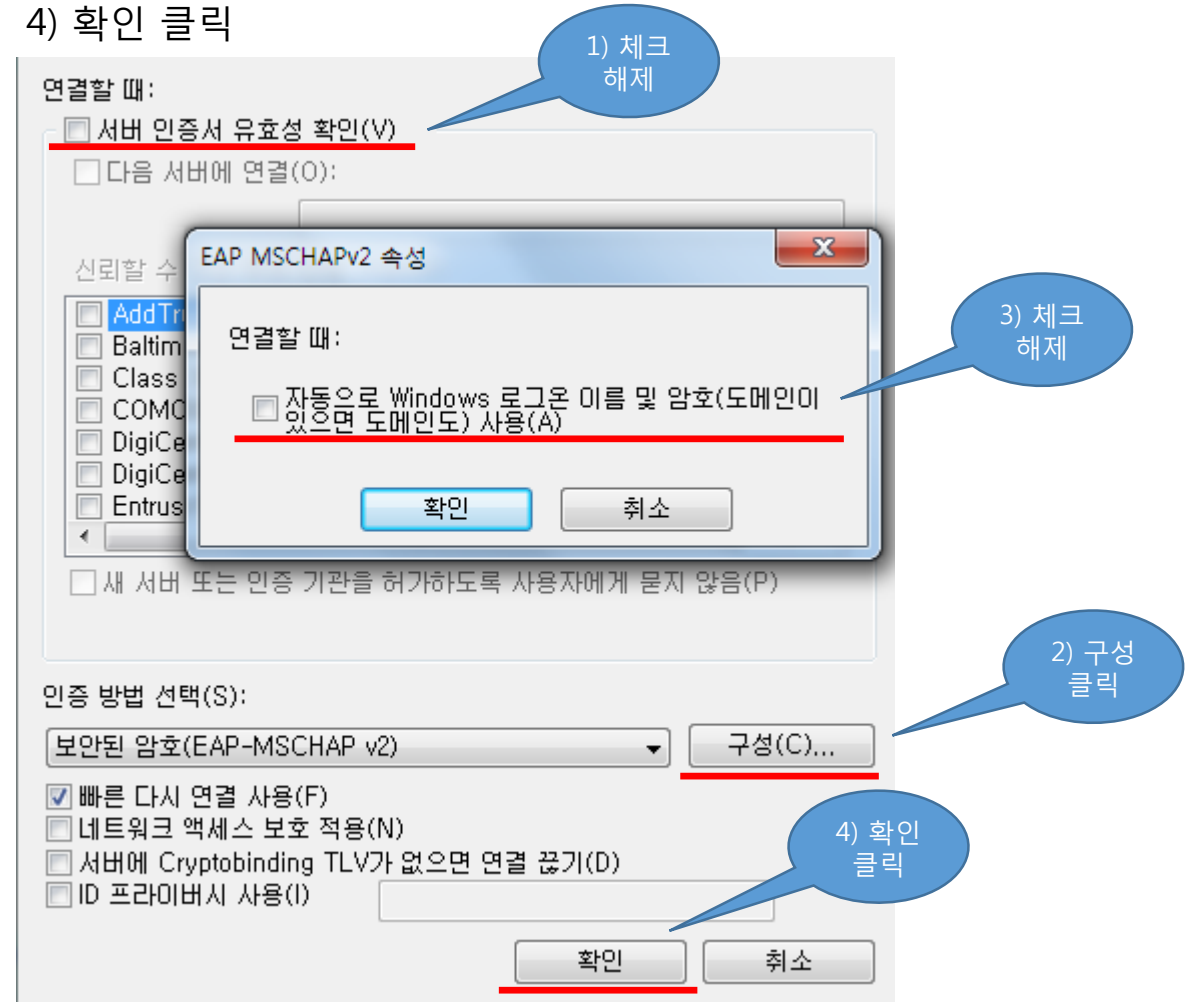 4) 확인 클릭
1) 체크
해제
연결할 때:
서버 인증서 유효성 확인(V)
다음 서버에 연결(O):
신뢰할 수
EAP MSCHAPv2 속성
연결할 때:
자동으로 Windows 로그온 이름 및 암호(도메인이
있으면 도메인도) 사용(A)
확인
취소
3) 체크
해제
AddTr
Baltim
Class
COMO
DigiCe
DigiCe
Entrus
새 서버 또는 인증 기관을 허가하도록 사용자에게 묻지 않음(P)
2) 구성
클릭
인증 방법 선택(S):
보안된 암호(EAP-MSCHAP v2)
구성(C)...
빠른 다시 연결 사용(F)
네트워크 액세스 보호 적용(N)
서버에 Cryptobinding TLV가 없으면 연결 끊기(D)
ID 프라이버시 사용(I)
4) 확인
클릭
확인
취소